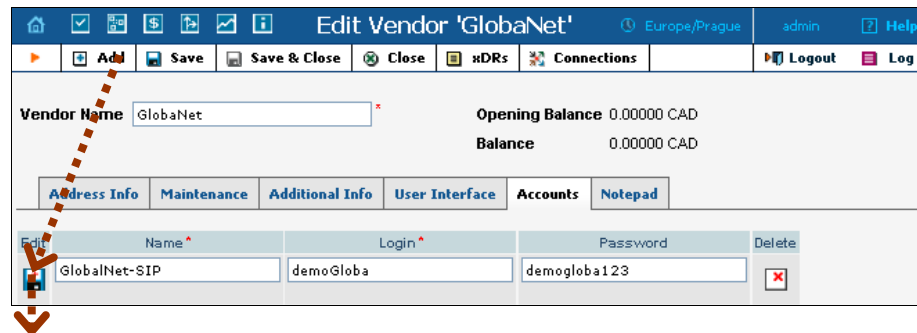 Edit Vendor 'GlobaNet' Europe/Prague admin Help
Add Save Save & Close Close xDRs Connections Logout Log
Vendor Name GlobaNet * Opening Balance 0.00000 CAD
Balance 0.00000 CAD
Address Info Maintenance Additional Info User Interface Accounts Notepad
Edit Name * Login * Password Delete
GlobalNet-SIP demoGloba demogloba123